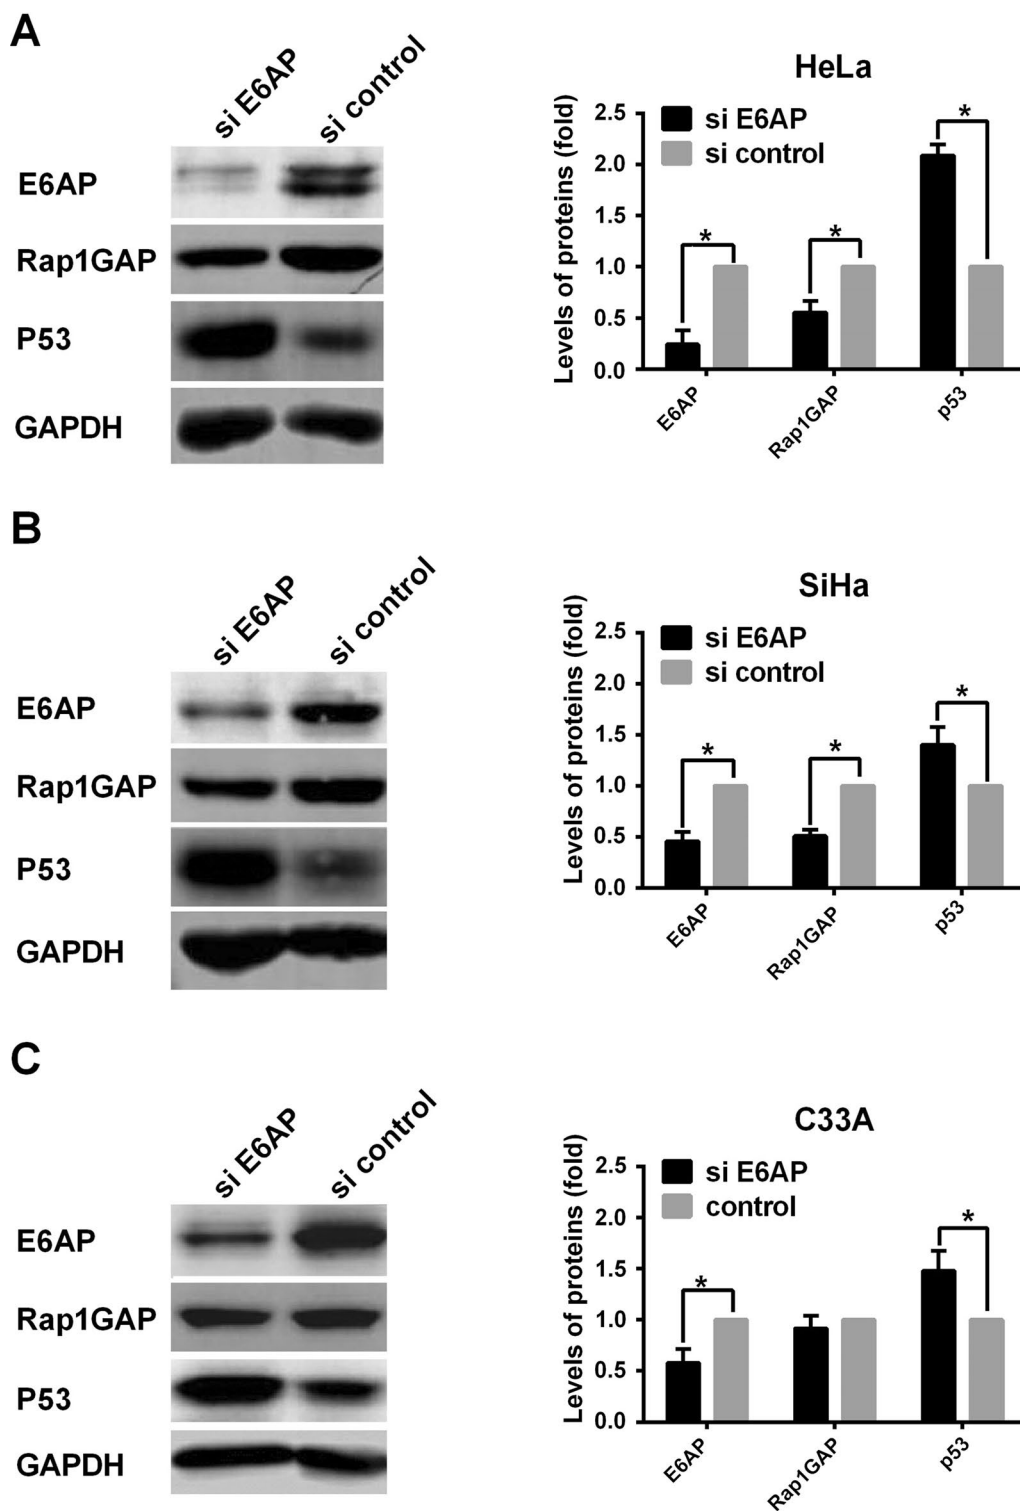 A
si E6AP
si control
E6AP
Rap1GAP
P53
GAPDH
HeLa
si E6AP
si control
Levels of proteins (fold)
2.5
2.0
1.5
1.0
0.5
0.0
*
*
*
E6AP
Rap1GAP
p53
B
si E6AP
si control
E6AP
Rap1GAP
P53
GAPDH
SiHa
si E6AP
si control
Levels of proteins (fold)
2.5
2.0
1.5
1.0
0.5
0.0
*
*
*
E6AP
Rap1GAP
p53
C
si E6AP
si control
E6AP
Rap1GAP
P53
GAPDH
C33A
si E6AP
control
Levels of proteins (fold)
2.5
2.0
1.5
1.0
0.5
0.0
*
*
E6AP
Rap1GAP
p53